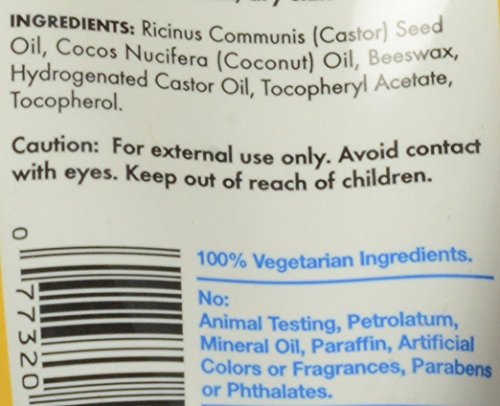 INGREDIENTS: Ricinus Communis (Castor) Seed
Oil, Cocos Nucifera (Coconut) Oil, Beeswax,
Hydrogenated Castor Oil, Tocopheryl Acetate,
Tocopherol.
Caution: For external use only. Avoid contact
with eyes. Keep out of reach of children.
100% Vegetarian Ingredients.
No:
Animal Testing, Petrolatum,
Mineral Oil, Paraffin, Artificial
Colors or Fragrances, Parabens
or Phthalates.
0 77320